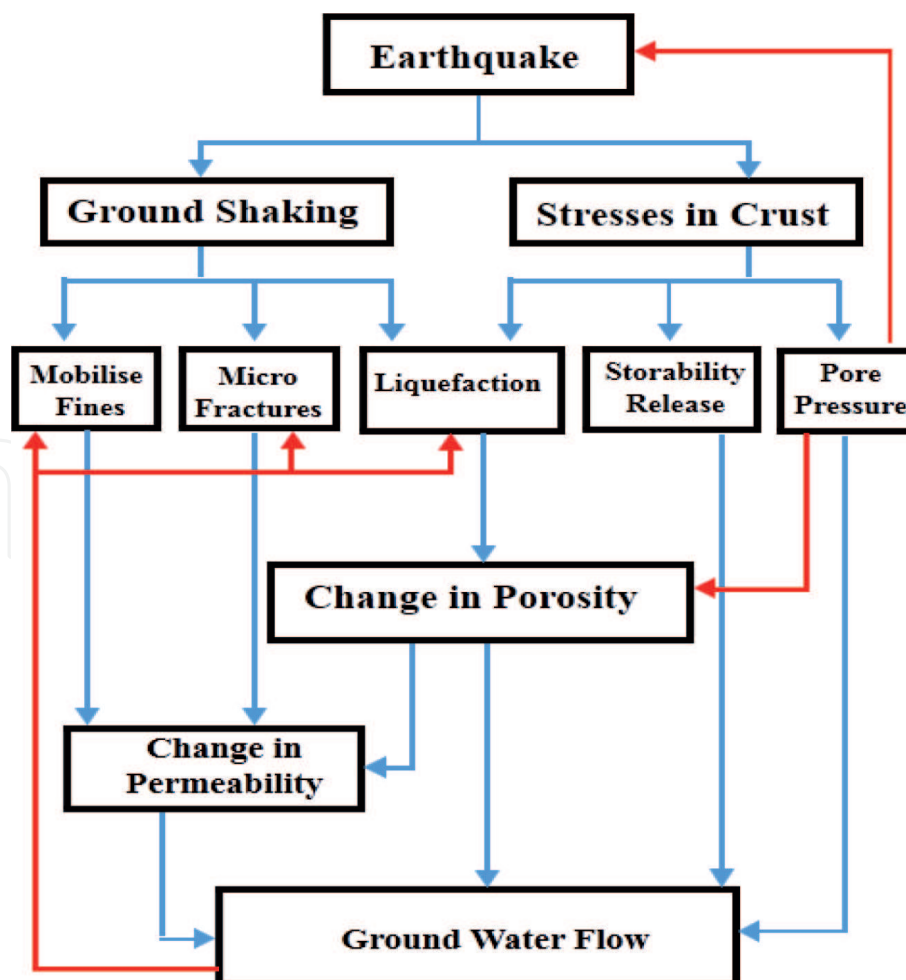 Earthquake
Ground Shaking
Stresses in Crust
Mobilise
Fines
Micro
Fractures
Liquefaction
Storability
Release
Pore
Pressure
Change in Porosity
Change in
Permeability
Ground Water Flow